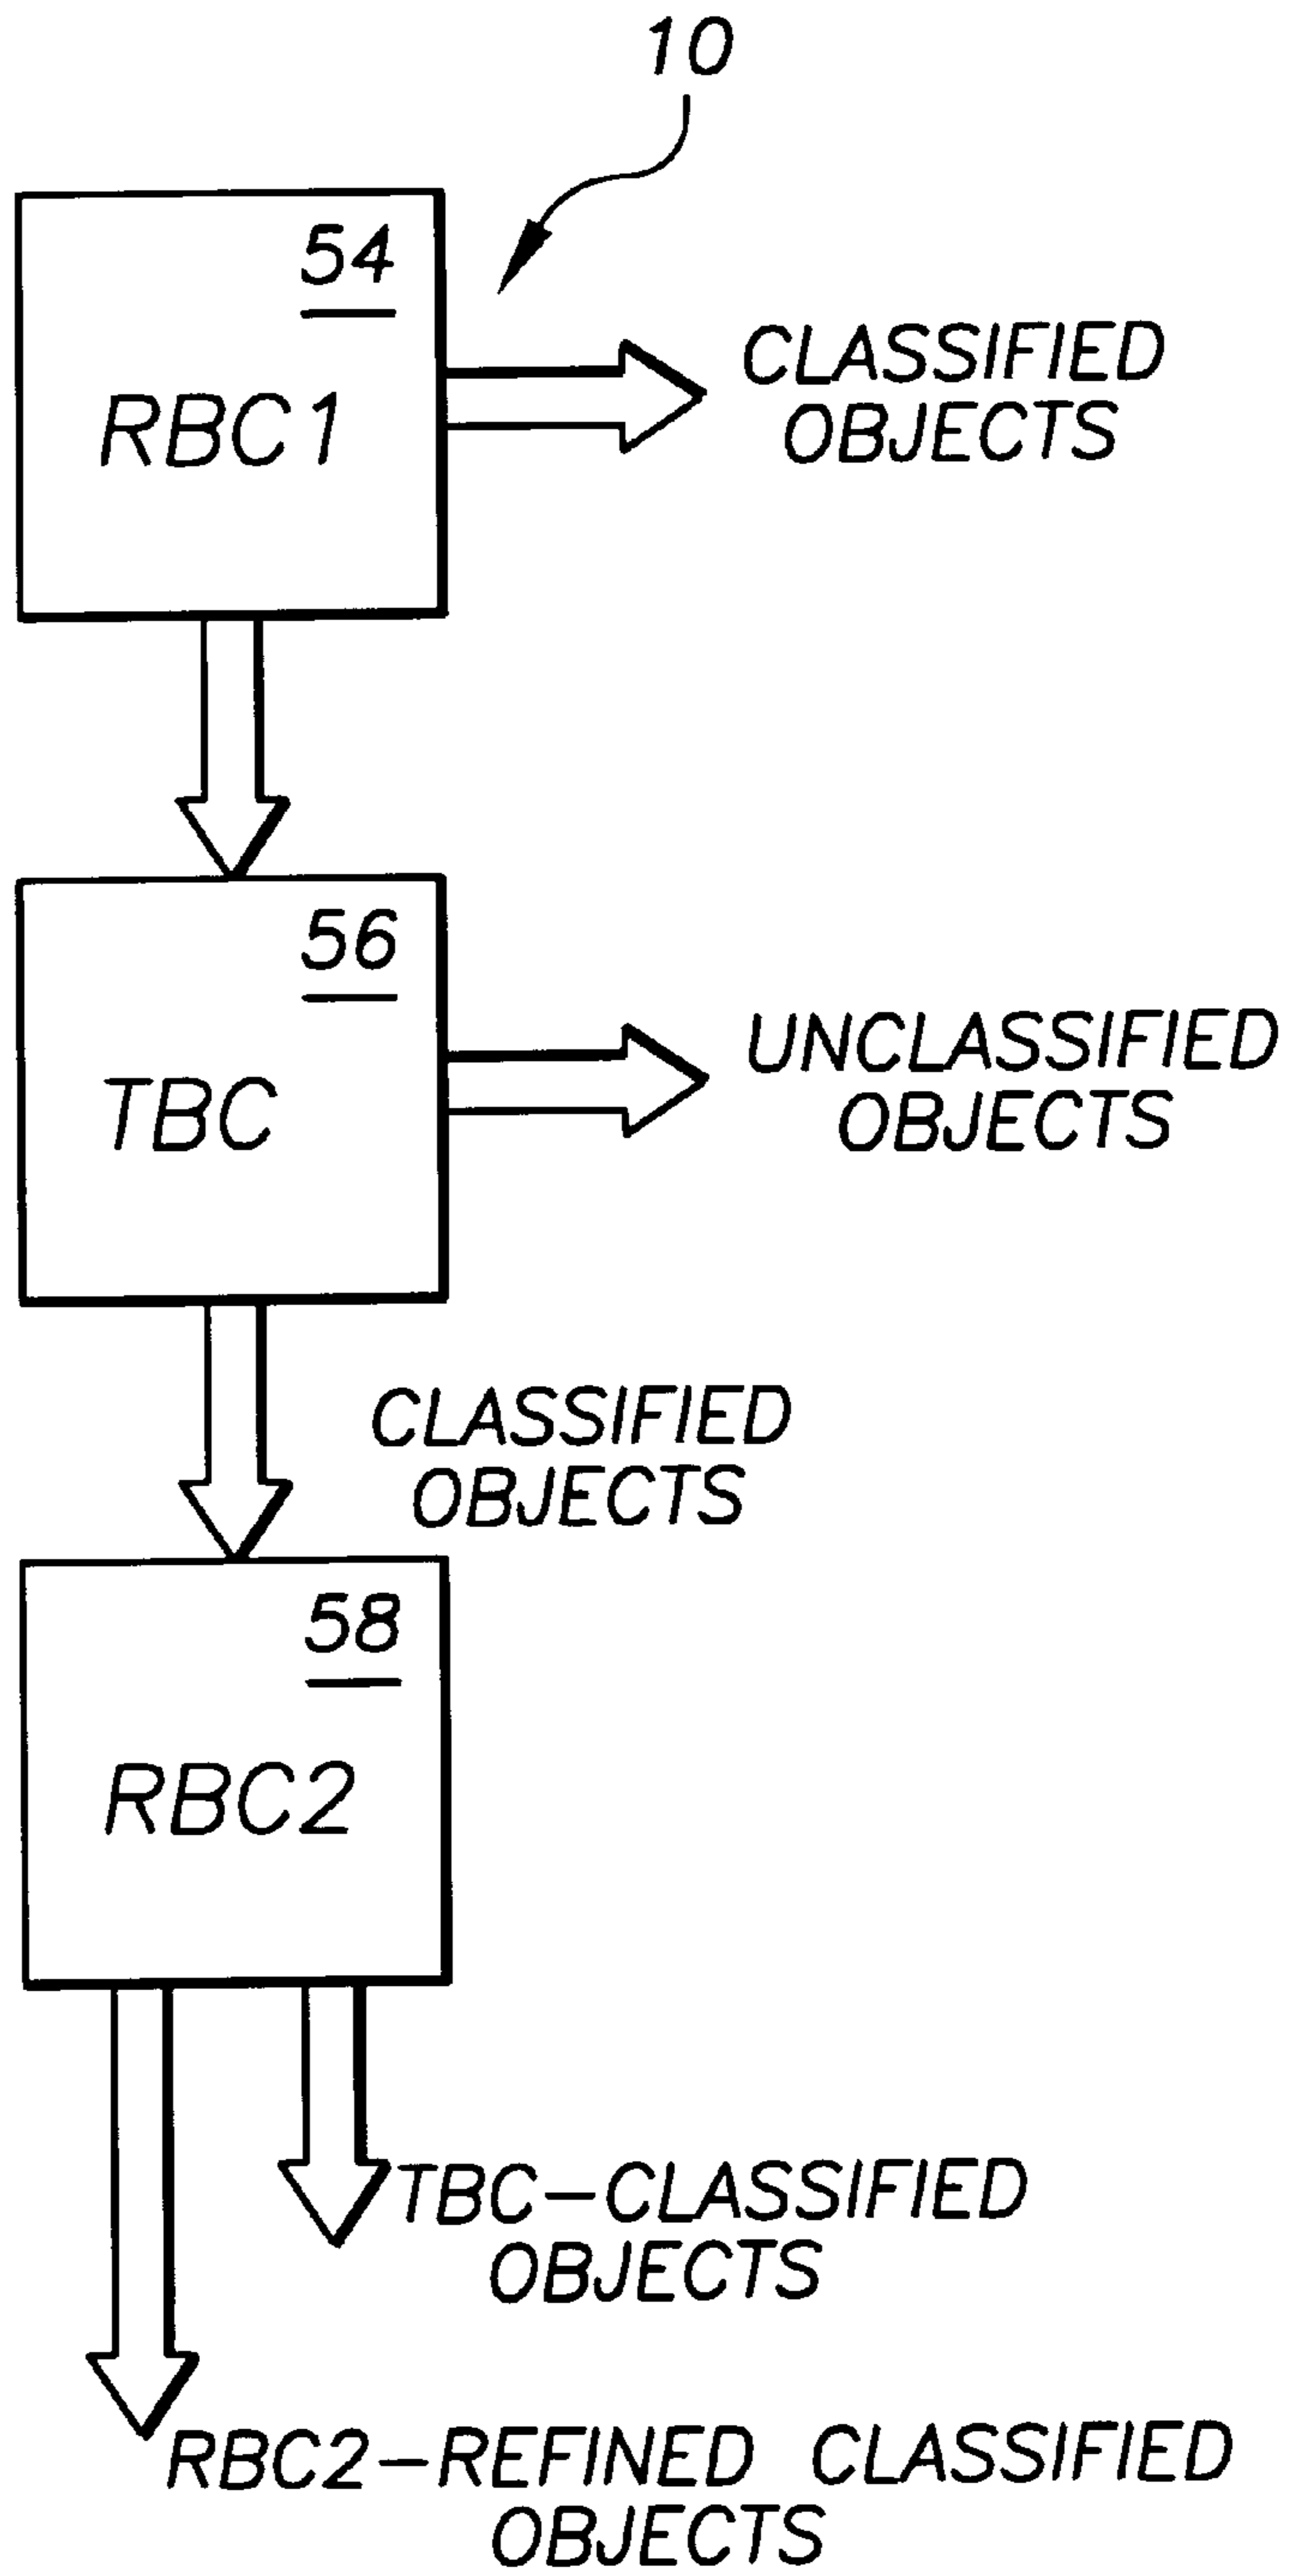 10
54
RBC1
CLASSIFIED
OBJECTS
56
TBC
UNCLASSIFIED
OBJECTS
CLASSIFIED
OBJECTS
58
RBC2
TBC-CLASSIFIED
OBJECTS
RBC2-REFINED CLASSIFIED
OBJECTS